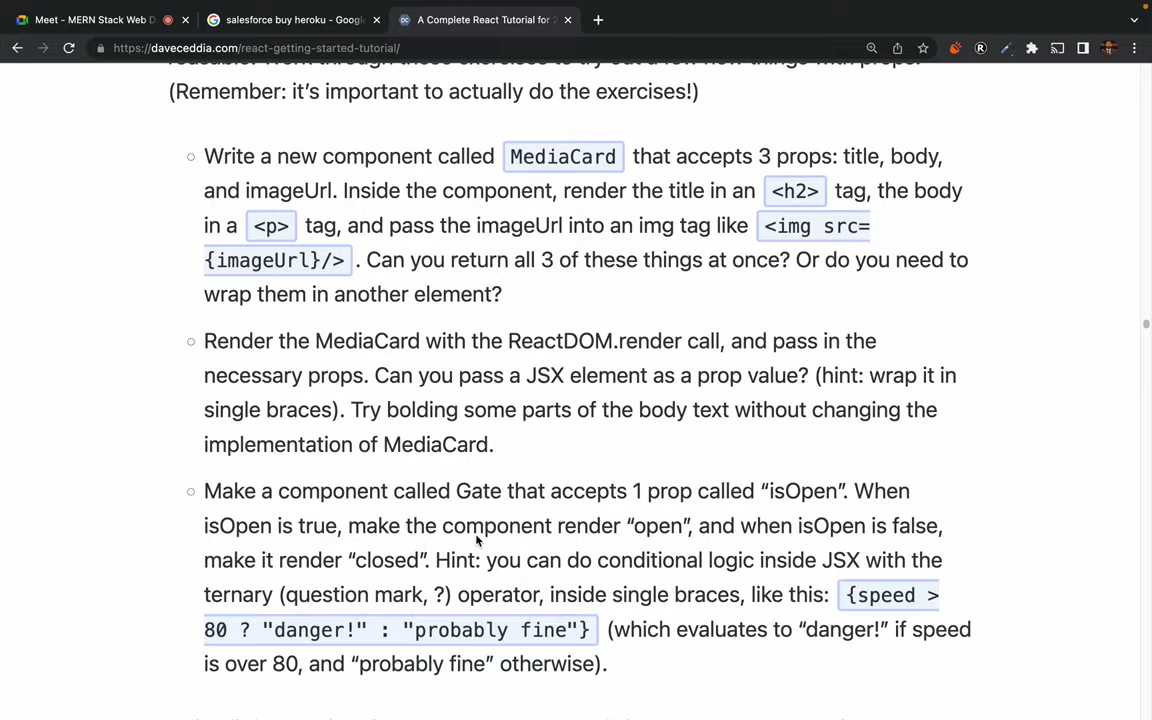 Meet - MERN Stack Web D
salesforce buy heroku - Google
A Complete React Tutorial for 2
https://daveceddia.com/react-getting-started-tutorial/
(Remember: it's important to actually do the exercises!)
Write a new component called MediaCard that accepts 3 props: title, body,
and imageUrl. Inside the component, render the title in an <h2> tag, the body
in a <p> tag, and pass the imageUrl into an img tag like <img src=
{imageUrl}/> . Can you return all 3 of these things at once? Or do you need to
wrap them in another element?
Render the MediaCard with the ReactDOM.render call, and pass in the
necessary props. Can you pass a JSX element as a prop value? (hint: wrap it in
single braces). Try bolding some parts of the body text without changing the
implementation of MediaCard.
Make a component called Gate that accepts 1 prop called “isOpen”. When
isOpen is true, make the component render “open”, and when isOpen is false,
make it render “closed”. Hint: you can do conditional logic inside JSX with the
ternary (question mark, ?) operator, inside single braces, like this: {speed >
80 ? "danger!" : "probably fine"} (which evaluates to “danger!” if speed
is over 80, and “probably fine” otherwise).